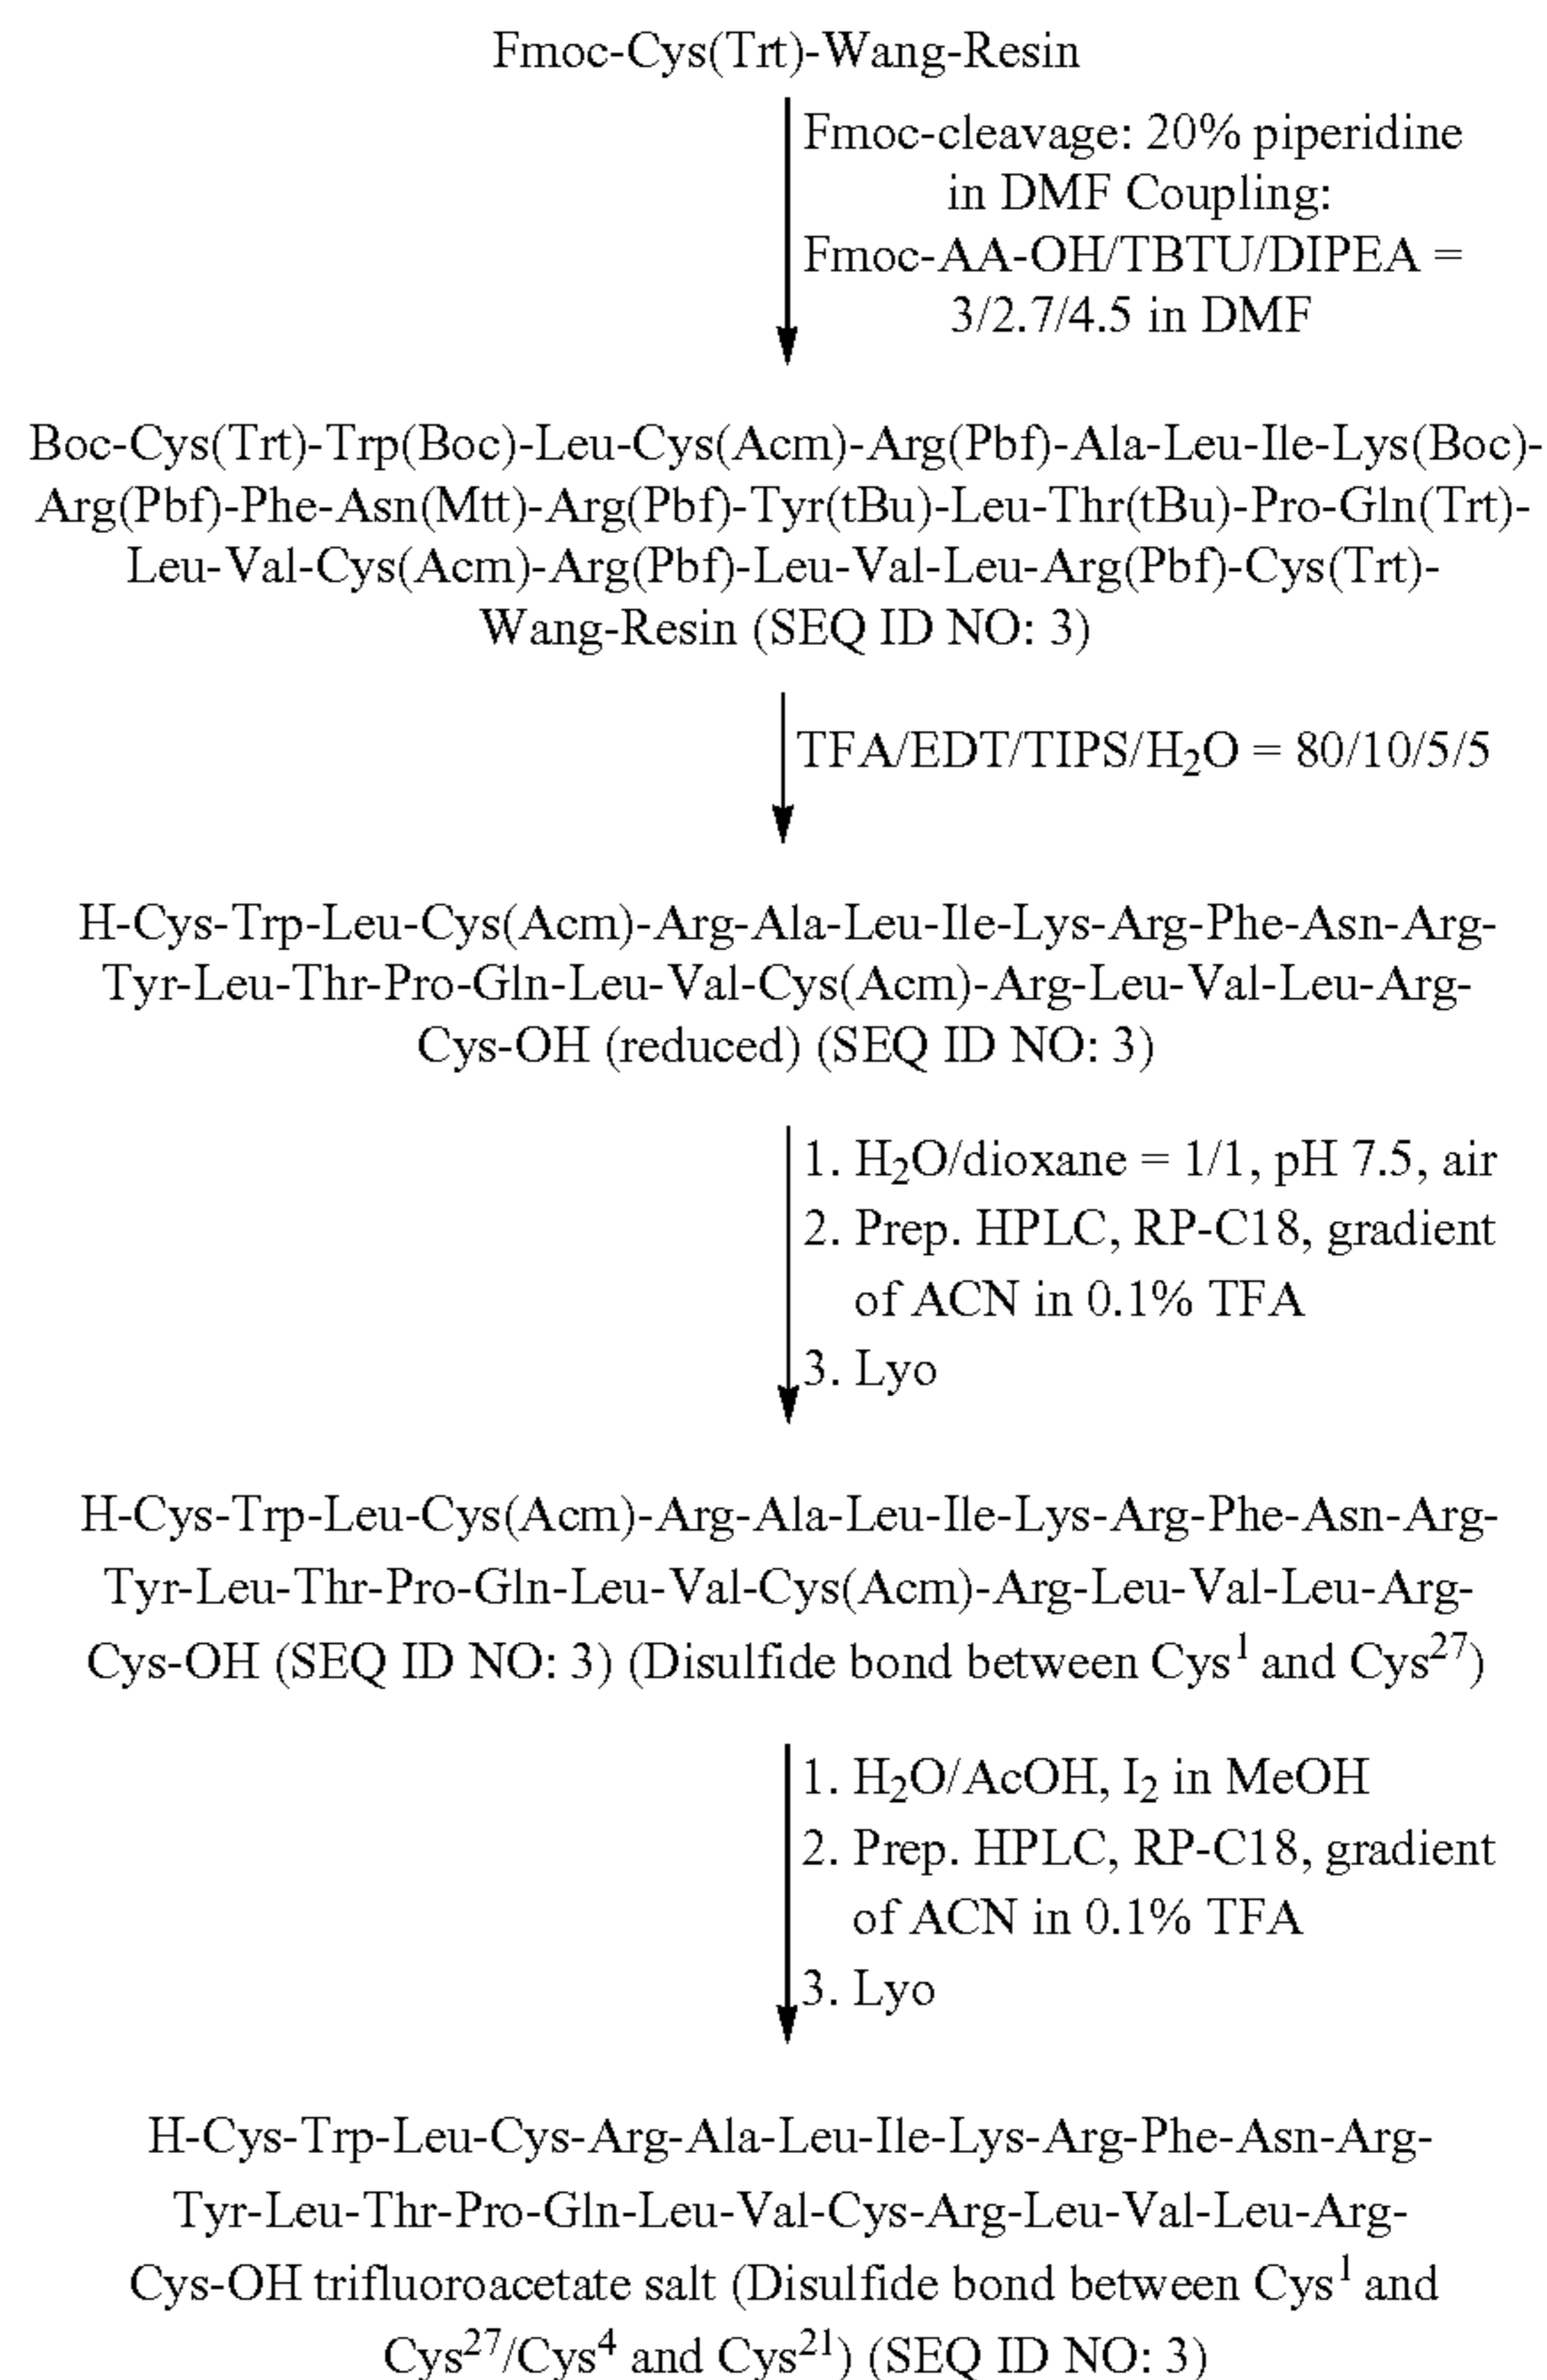 Fmoc-Cys(Trt)-Wang-Resin
Fmoc-cleavage: 20% piperidine
in DMF Coupling:
Fmoc-AA-OH/TBTU/DIPEA =
3/2.7/4.5 in DMF
Boc-Cys(Trt)-Trp(Boc)-Leu-Cys(Acm)-Arg(Pbf)-Ala-Leu-Ile-Lys(Boc)-
Arg(Pbf)-Phe-Asn(Mtt)-Arg(Pbf)-Tyr(tBu)-Leu-Thr(tBu)-Pro-Gln(Trt)-
Leu-Val-Cys(Acm)-Arg(Pbf)-Leu-Val-Leu-Arg(Pbf)-Cys(Trt)-
Wang-Resin (SEQ ID NO: 3)
TFA/EDT/TIPS/H₂O = 80/10/5/5
H-Cys-Trp-Leu-Cys(Acm)-Arg-Ala-Leu-Ile-Lys-Arg-Phe-Asn-Arg-
Tyr-Leu-Thr-Pro-Gln-Leu-Val-Cys(Acm)-Arg-Leu-Val-Leu-Arg-
Cys-OH (reduced) (SEQ ID NO: 3)
1. H₂O/dioxane = 1/1, pH 7.5, air
2. Prep. HPLC, RP-C18, gradient
of ACN in 0.1% TFA
3. Lyo
H-Cys-Trp-Leu-Cys(Acm)-Arg-Ala-Leu-Ile-Lys-Arg-Phe-Asn-Arg-
Tyr-Leu-Thr-Pro-Gln-Leu-Val-Cys(Acm)-Arg-Leu-Val-Leu-Arg-
Cys-OH (SEQ ID NO: 3) (Disulfide bond between Cys¹ and Cys²⁷)
1. H₂O/AcOH, I₂ in MeOH
2. Prep. HPLC, RP-C18, gradient
of ACN in 0.1% TFA
3. Lyo
H-Cys-Trp-Leu-Cys-Arg-Ala-Leu-Ile-Lys-Arg-Phe-Asn-Arg-
Tyr-Leu-Thr-Pro-Gln-Leu-Val-Cys-Arg-Leu-Val-Leu-Arg-
Cys-OH trifluoroacetate salt (Disulfide bond between Cys¹ and
Cys²⁷/Cys⁴ and Cys²¹) (SEQ ID NO: 3)